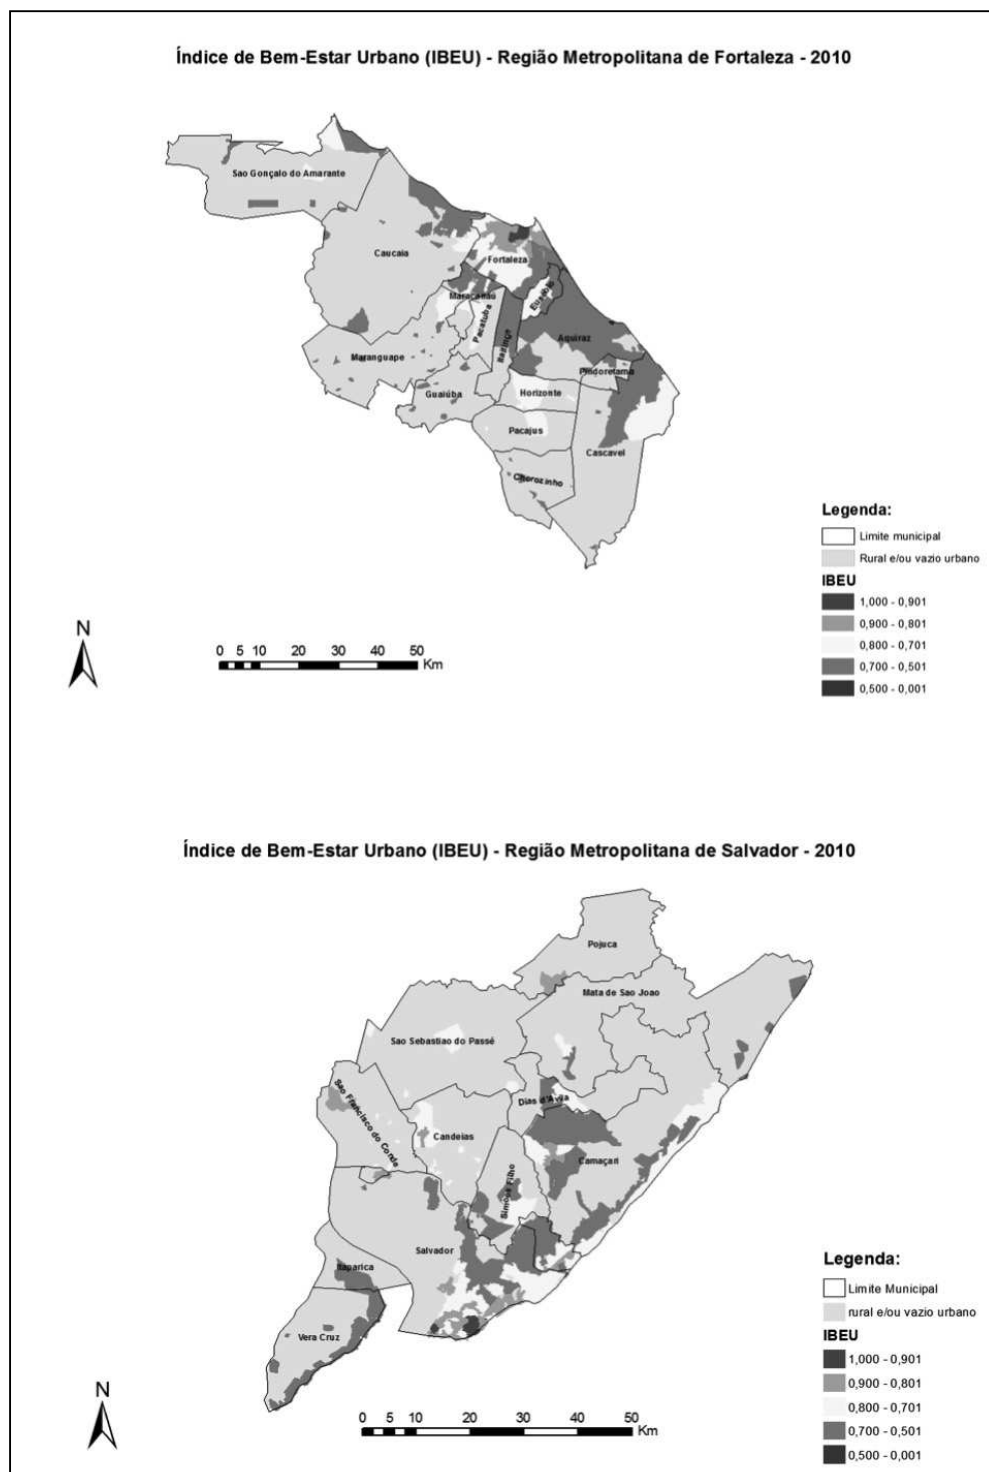 Índice de Bem-Estar Urbano (IBEU) - Região Metropolitana de Fortaleza - 2010
Sao Gonçalo do Amarante
Caucaia
Fortaleza
Eusébio
Maracanaú
Pacatuba
Itaitinga
Aquiraz
Maranguape
Pindoretama
Guaiúba
Horizonte
Pacajus
Cascavel
Chorozinho
Legenda:
Limite municipal
Rural e/ou vazio urbano
IBEU
1,000 - 0,901
0,900 - 0,801
0,800 - 0,701
0,700 - 0,501
0,500 - 0,001
N
0 5 10 20 30 40 50
Km
Índice de Bem-Estar Urbano (IBEU) - Região Metropolitana de Salvador - 2010
Pojuca
Mata de Sao Joao
Sao Sebastiao do Passé
Dias d'Avila
São Francisco do Conde
Candeias
Camaçari
Simões Filho
Salvador
Itaparica
Vera Cruz
Legenda:
Limite Municipal
rural e/ou vazio urbano
IBEU
1,000 - 0,901
0,900 - 0,801
0,800 - 0,701
0,700 - 0,501
0,500 - 0,001
N
0 5 10 20 30 40 50
Km